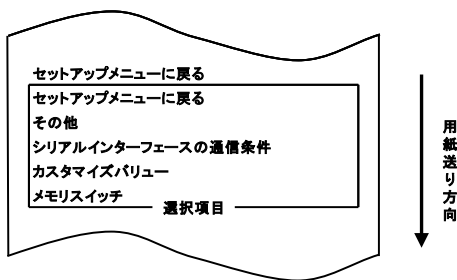 セットアップメニューに戻る
セットアップメニューに戻る
その他
シリアルインターフェースの通信条件
カスタマイズバリュー
メモリスイッチ
選択項目
用紙送り方向